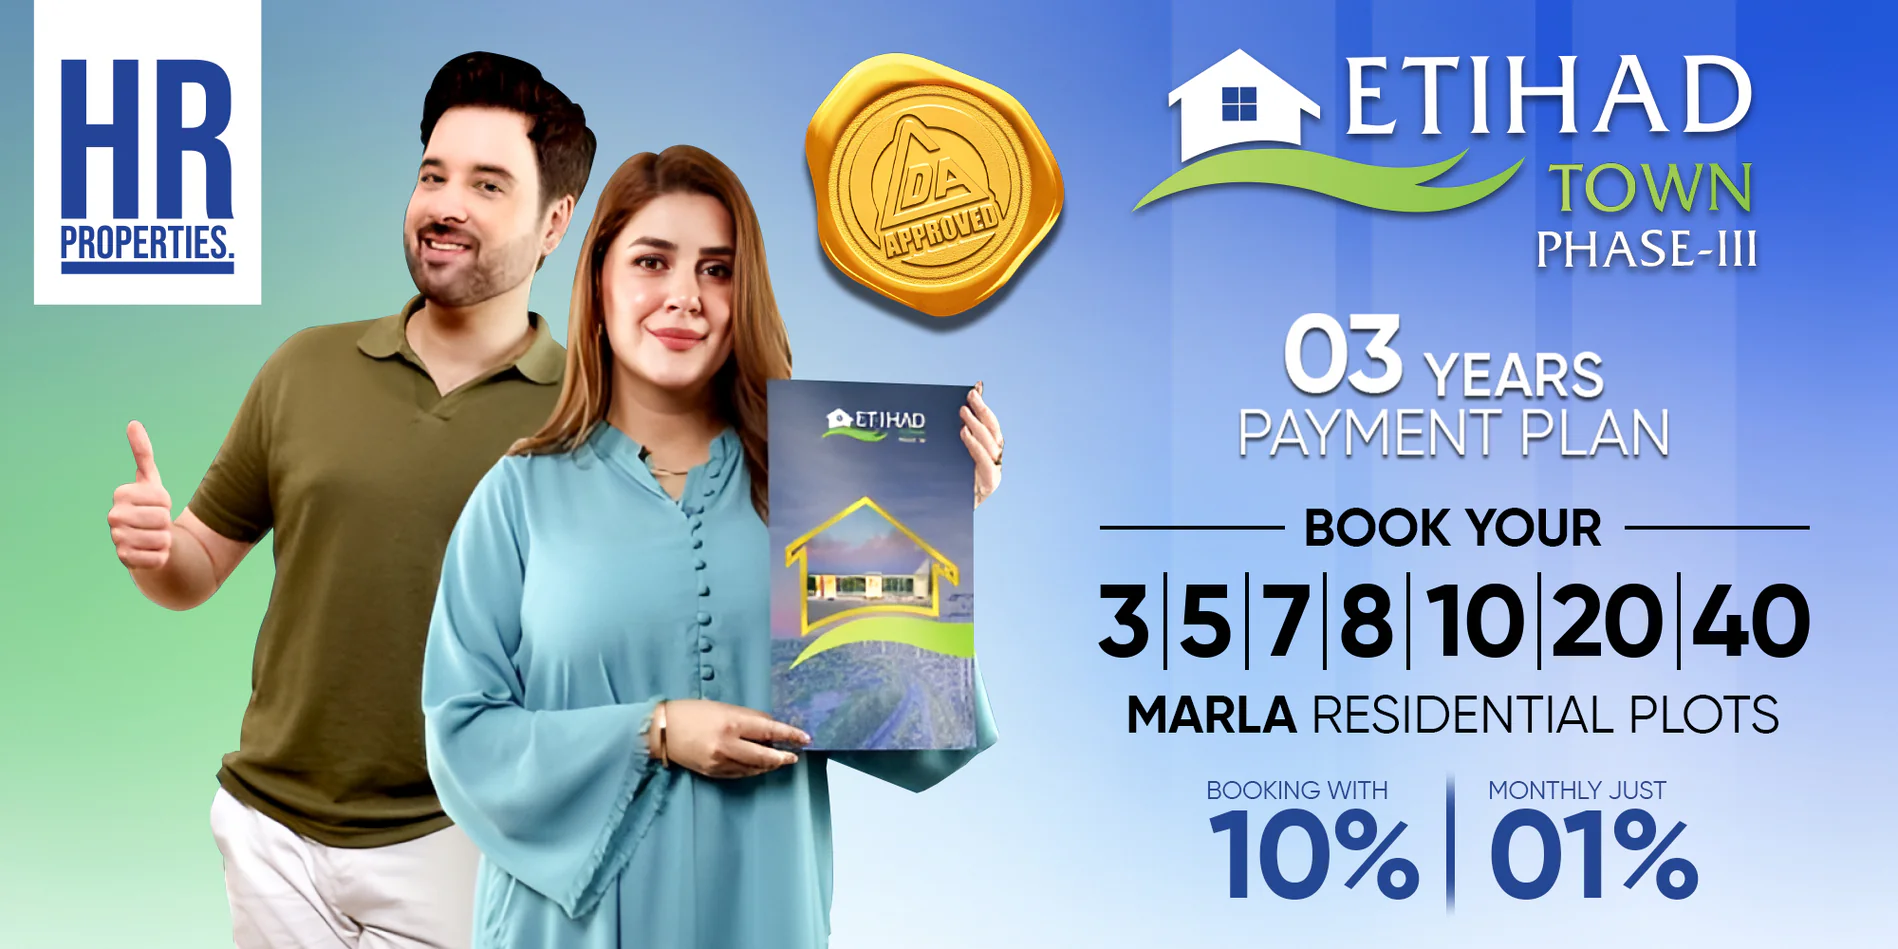 HR
PROPERTIES.
LDA
APPROVED
ETIHAD
TOWN
PHASE-III
03 YEARS
PAYMENT PLAN
BOOK YOUR
3|5|7|8|10|20|40
MARLA RESIDENTIAL PLOTS
BOOKING WITH
10%
MONTHLY JUST
01%
ETIHAD